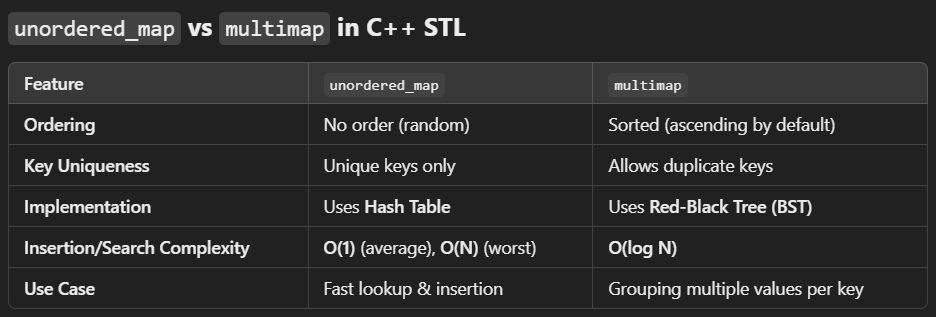 unordered_map vs multimap in C++ STL
Feature unordered_map multimap
Ordering No order (random) Sorted (ascending by default)
Key Uniqueness Unique keys only Allows duplicate keys
Implementation Uses Hash Table Uses Red-Black Tree (BST)
Insertion/Search Complexity O(1) (average), O(N) (worst) O(log N)
Use Case Fast lookup & insertion Grouping multiple values per key